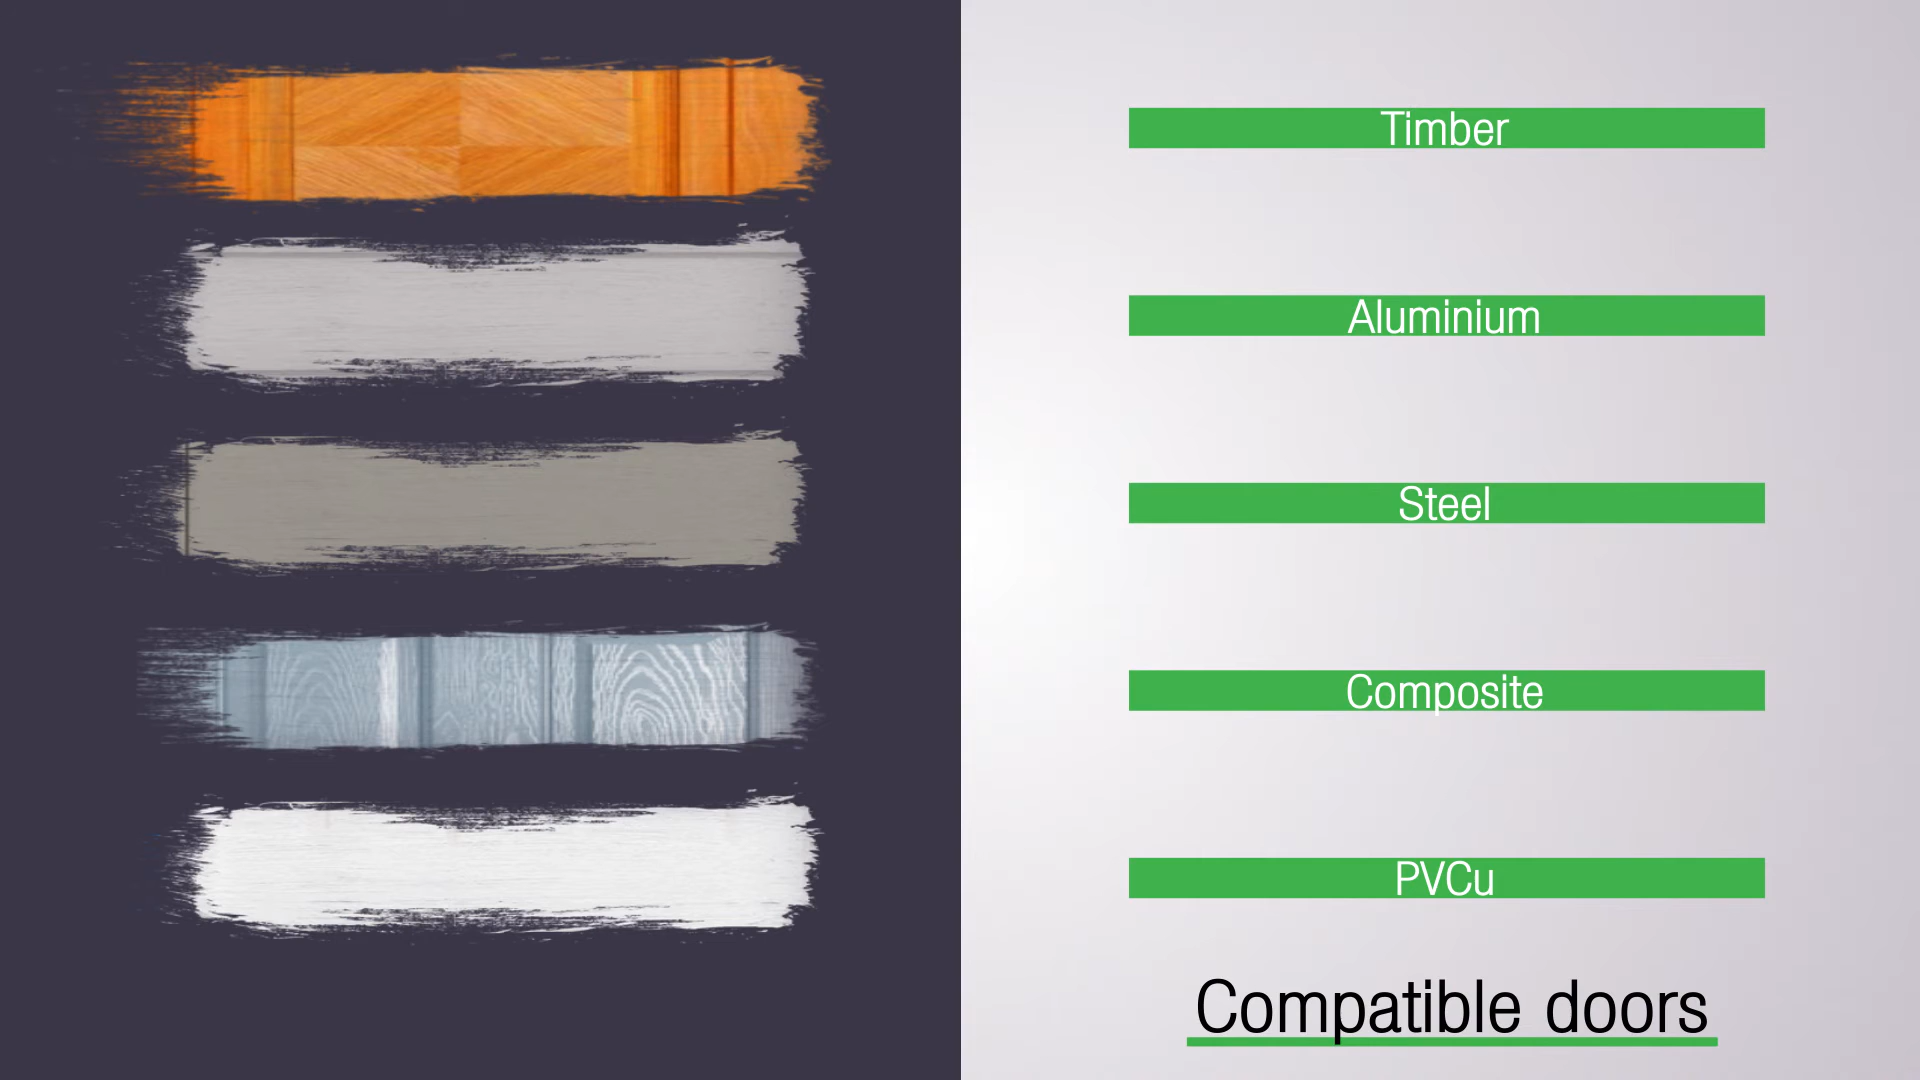 Timber
Aluminium
Steel
Composite
PVCu
Compatible doors